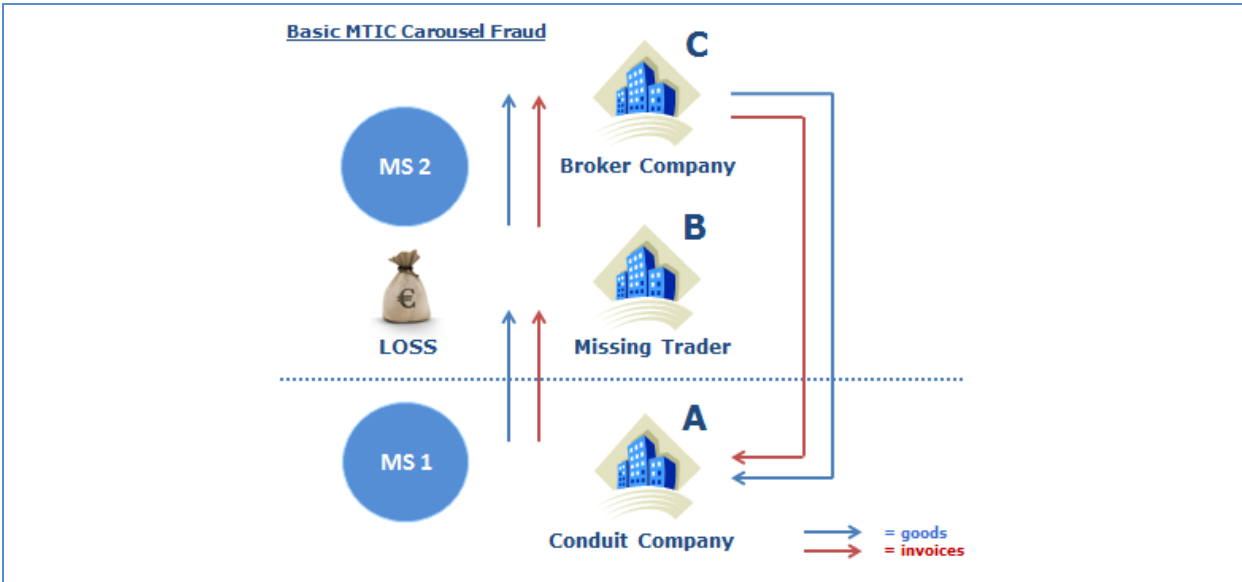 Basic MTIC Carousel Fraud
C
MS 2
Broker Company
B
€
LOSS
Missing Trader
A
MS 1
Conduit Company
= goods
= invoices